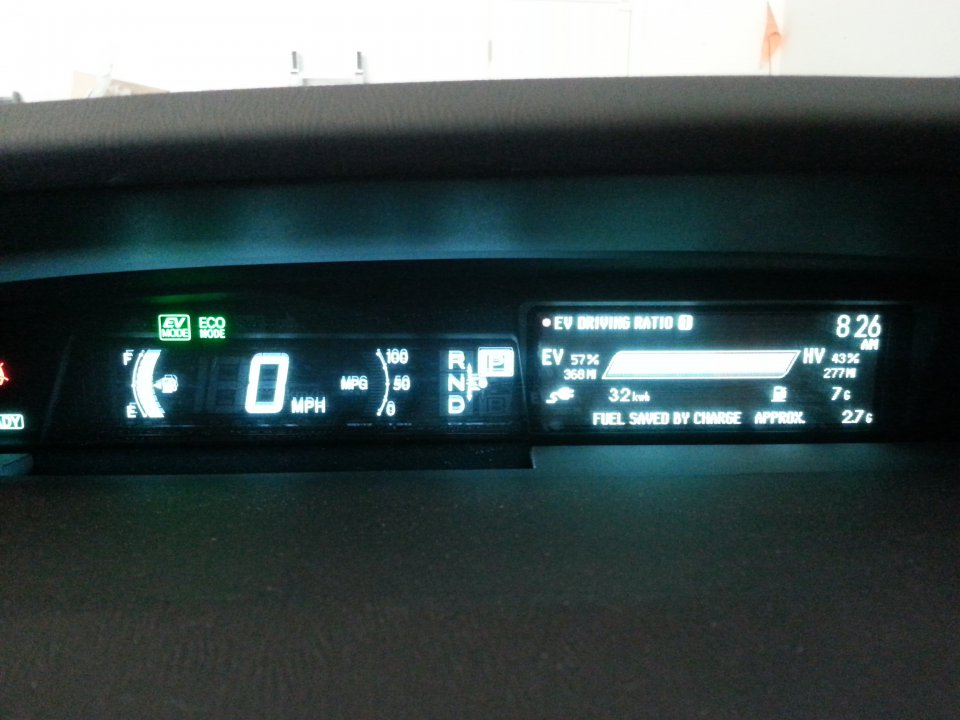 EV MODE
ECO MODE
F
E
0 MPH
MPG
100
50
0
R
N
D
P
EV DRIVING RATIO
8 26 AM
EV 57% HV 43%
368 MI 277 MI
32 kWh 7 G
FUEL SAVED BY CHARGE APPROX. 2.7 G